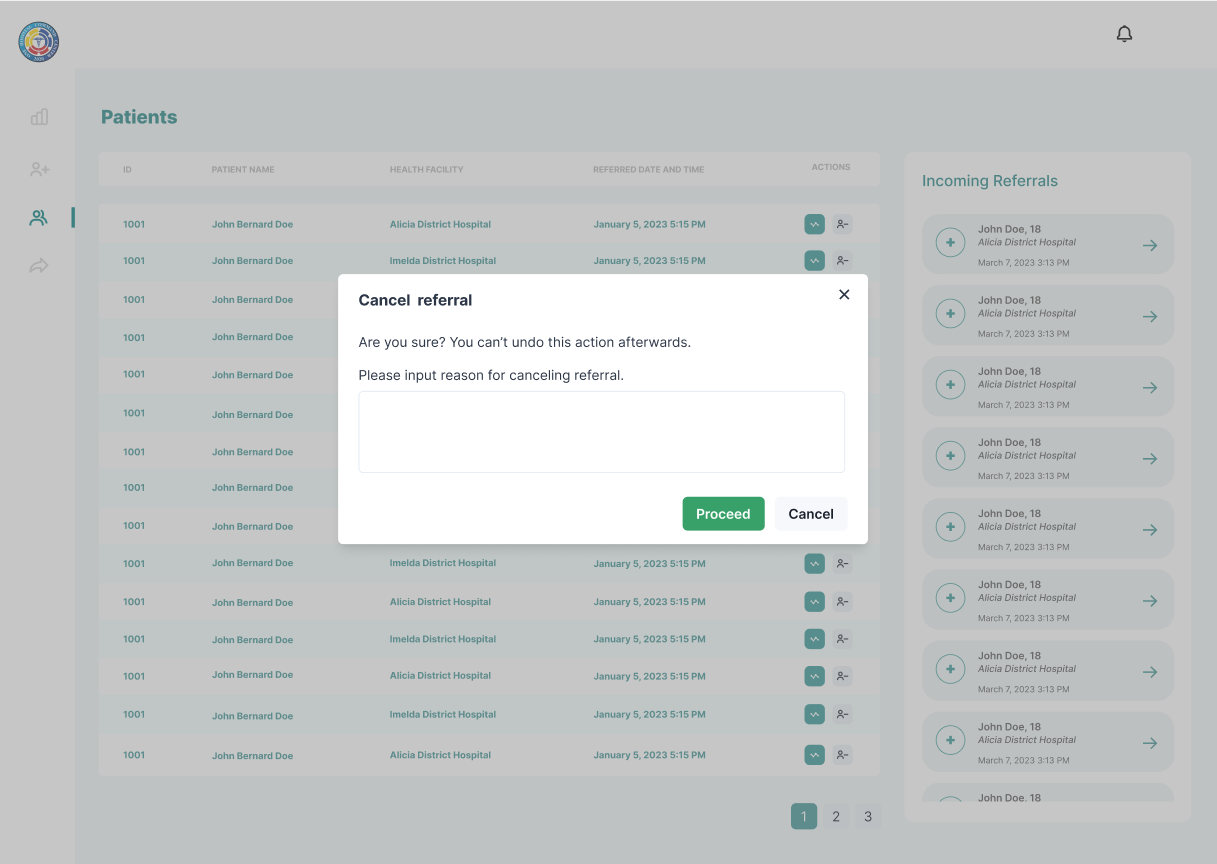 Patients
ID PATIENT NAME HEALTH FACILITY REFERRED DATE AND TIME ACTIONS
1001 John Bernard Doe Alicia District Hospital January 5, 2023 5:15 PM
1001 John Bernard Doe Imelda District Hospital January 5, 2023 5:15 PM
1001 John Bernard Doe
1001 John Bernard Doe
1001 John Bernard Doe
1001 John Bernard Doe
1001 John Bernard Doe
1001 John Bernard Doe
1001 John Bernard Doe
1001 John Bernard Doe Imelda District Hospital January 5, 2023 5:15 PM
1001 John Bernard Doe Alicia District Hospital January 5, 2023 5:15 PM
1001 John Bernard Doe Imelda District Hospital January 5, 2023 5:15 PM
1001 John Bernard Doe Alicia District Hospital January 5, 2023 5:15 PM
1001 John Bernard Doe Imelda District Hospital January 5, 2023 5:15 PM
1001 John Bernard Doe Alicia District Hospital January 5, 2023 5:15 PM
1 2 3
Cancel referral
Are you sure? You can't undo this action afterwards.
Please input reason for canceling referral.
Proceed Cancel
Incoming Referrals
John Doe, 18
Alicia District Hospital
March 7, 2023 3:13 PM
John Doe, 18
Alicia District Hospital
March 7, 2023 3:13 PM
John Doe, 18
Alicia District Hospital
March 7, 2023 3:13 PM
John Doe, 18
Alicia District Hospital
March 7, 2023 3:13 PM
John Doe, 18
Alicia District Hospital
March 7, 2023 3:13 PM
John Doe, 18
Alicia District Hospital
March 7, 2023 3:13 PM
John Doe, 18
Alicia District Hospital
March 7, 2023 3:13 PM
John Doe, 18
Alicia District Hospital
March 7, 2023 3:13 PM
John Doe, 18